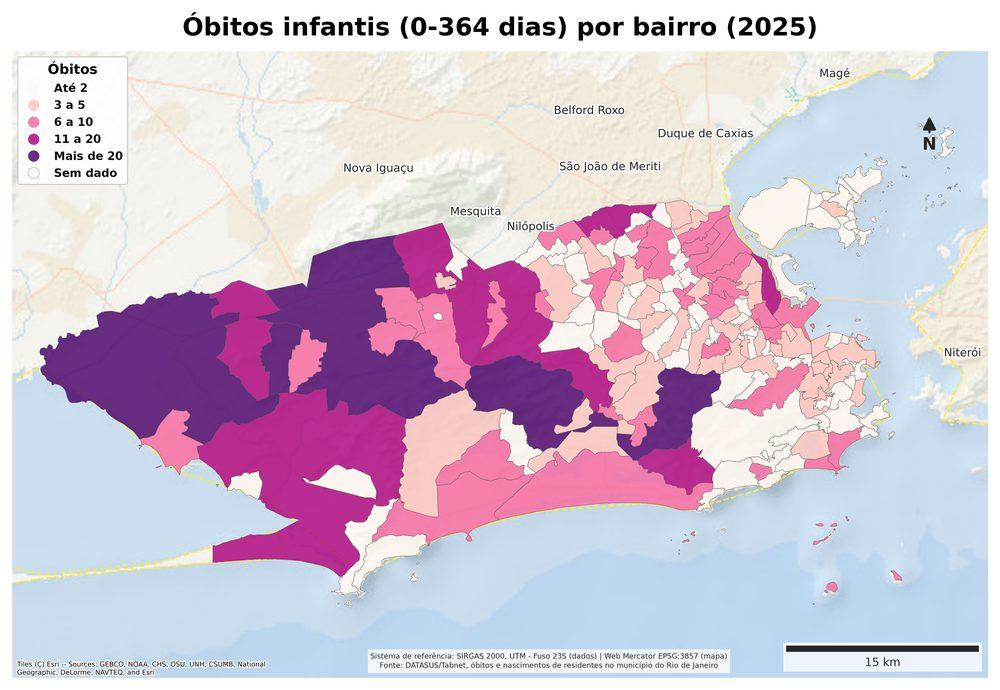 Óbitos infantis (0-364 dias) por bairro (2025)
Óbitos
Até 2
3 a 5
6 a 10
11 a 20
Mais de 20
Sem dado
Magé
Belford Roxo
Duque de Caxias
N
Nova Iguaçu
São João de Meriti
Mesquita
Nilópolis
Niterói
Tiles (C) Esri -- Sources: GEBCO, NOAA, CHS, OSU, UNH, CSUMB, National
Geographic, DeLorme, NAVTEQ, and Esri
Sistema de referência: SIRGAS 2000, UTM - Fuso 23S (dados) | Web Mercator EPSG:3857 (mapa)
Fonte: DATASUS/Tabnet, óbitos e nascimentos de residentes no município do Rio de Janeiro
15 km